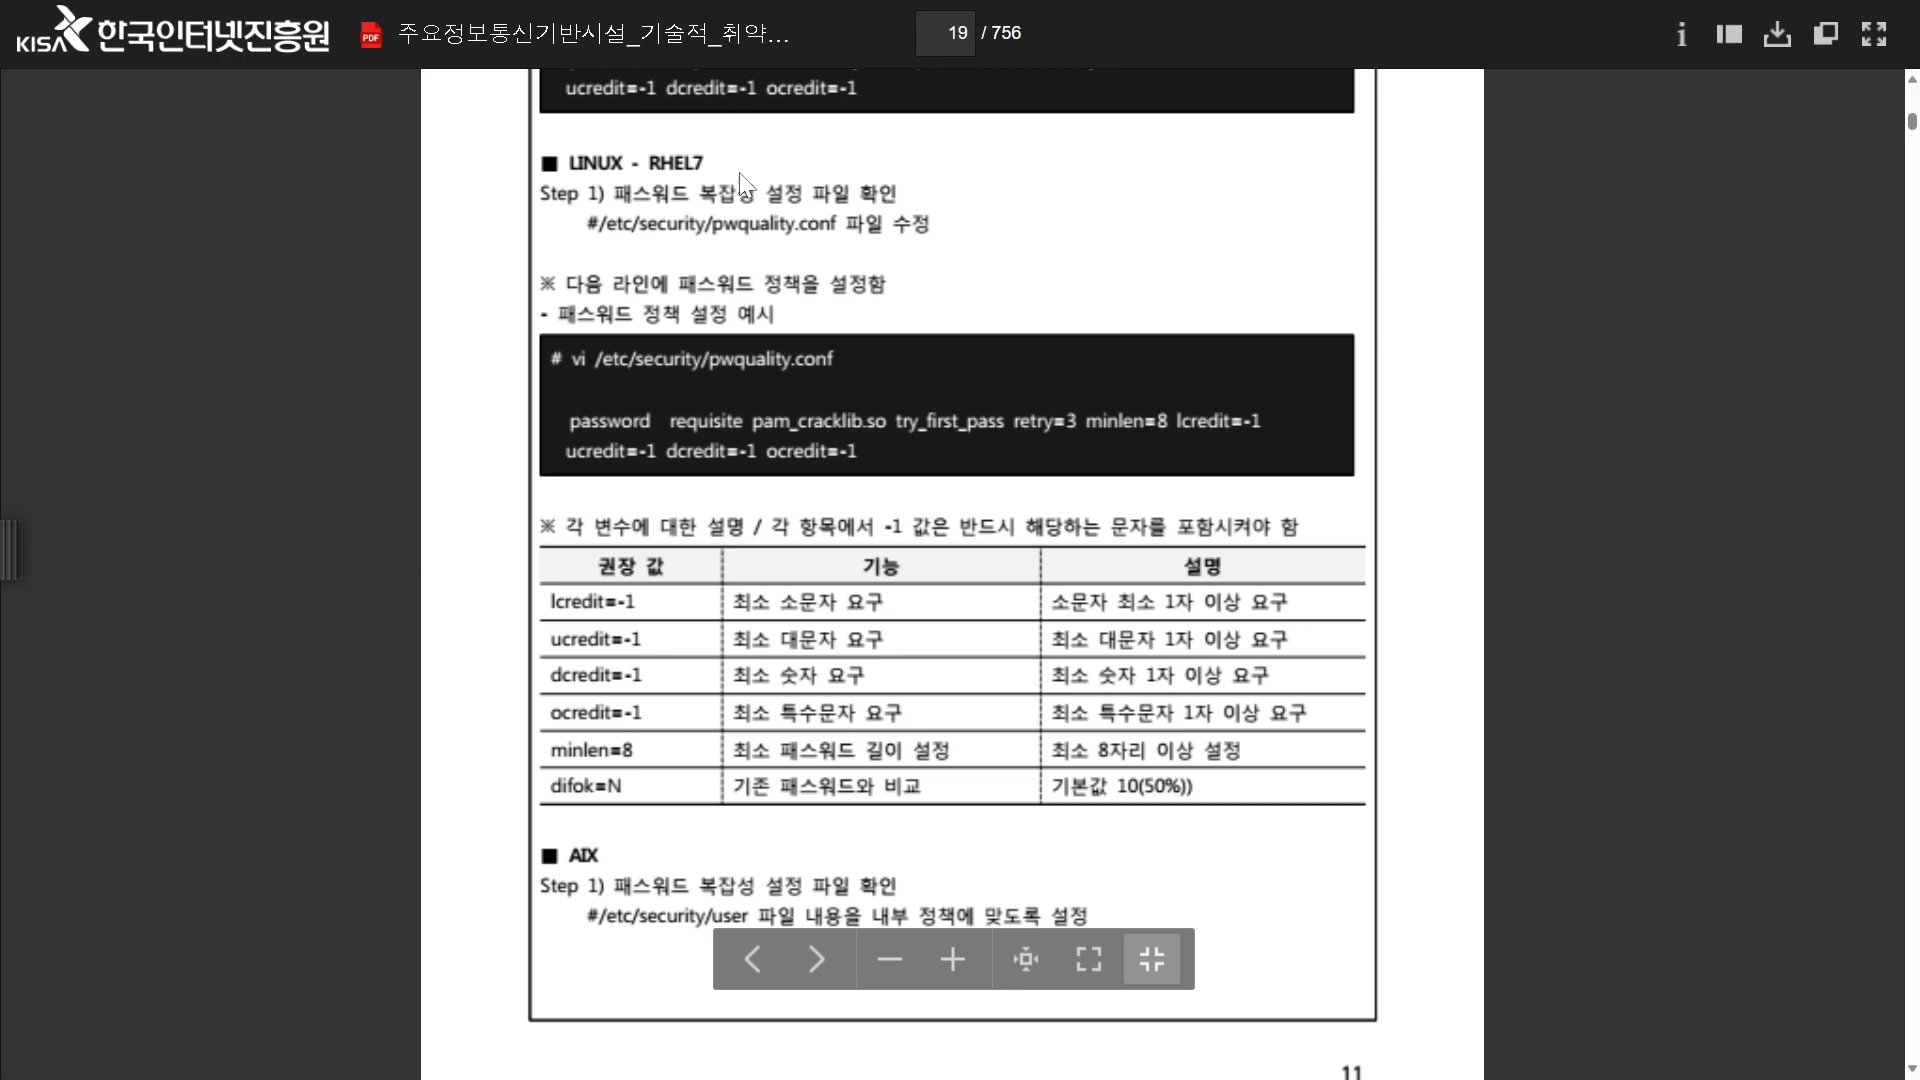 KISA 한국인터넷진흥원
PDF 주요정보통신기반시설_기술적_취약...
19 / 756
ucredit=-1 dcredit=-1 ocredit=-1
■ LINUX - RHEL7
Step 1) 패스워드 복잡성 설정 파일 확인
#/etc/security/pwquality.conf 파일 수정
※ 다음 라인에 패스워드 정책을 설정함
- 패스워드 정책 설정 예시
# vi /etc/security/pwquality.conf
password requisite pam_cracklib.so try_first_pass retry=3 minlen=8 lcredit=-1
ucredit=-1 dcredit=-1 ocredit=-1
※ 각 변수에 대한 설명 / 각 항목에서 -1 값은 반드시 해당하는 문자를 포함시켜야 함
권장 값 기능 설명
lcredit=-1 최소 소문자 요구 소문자 최소 1자 이상 요구
ucredit=-1 최소 대문자 요구 최소 대문자 1자 이상 요구
dcredit=-1 최소 숫자 요구 최소 숫자 1자 이상 요구
ocredit=-1 최소 특수문자 요구 최소 특수문자 1자 이상 요구
minlen=8 최소 패스워드 길이 설정 최소 8자리 이상 설정
difok=N 기존 패스워드와 비교 기본값 10(50%))
■ AIX
Step 1) 패스워드 복잡성 설정 파일 확인
#/etc/security/user 파일 내용을 내부 정책에 맞도록 설정
11